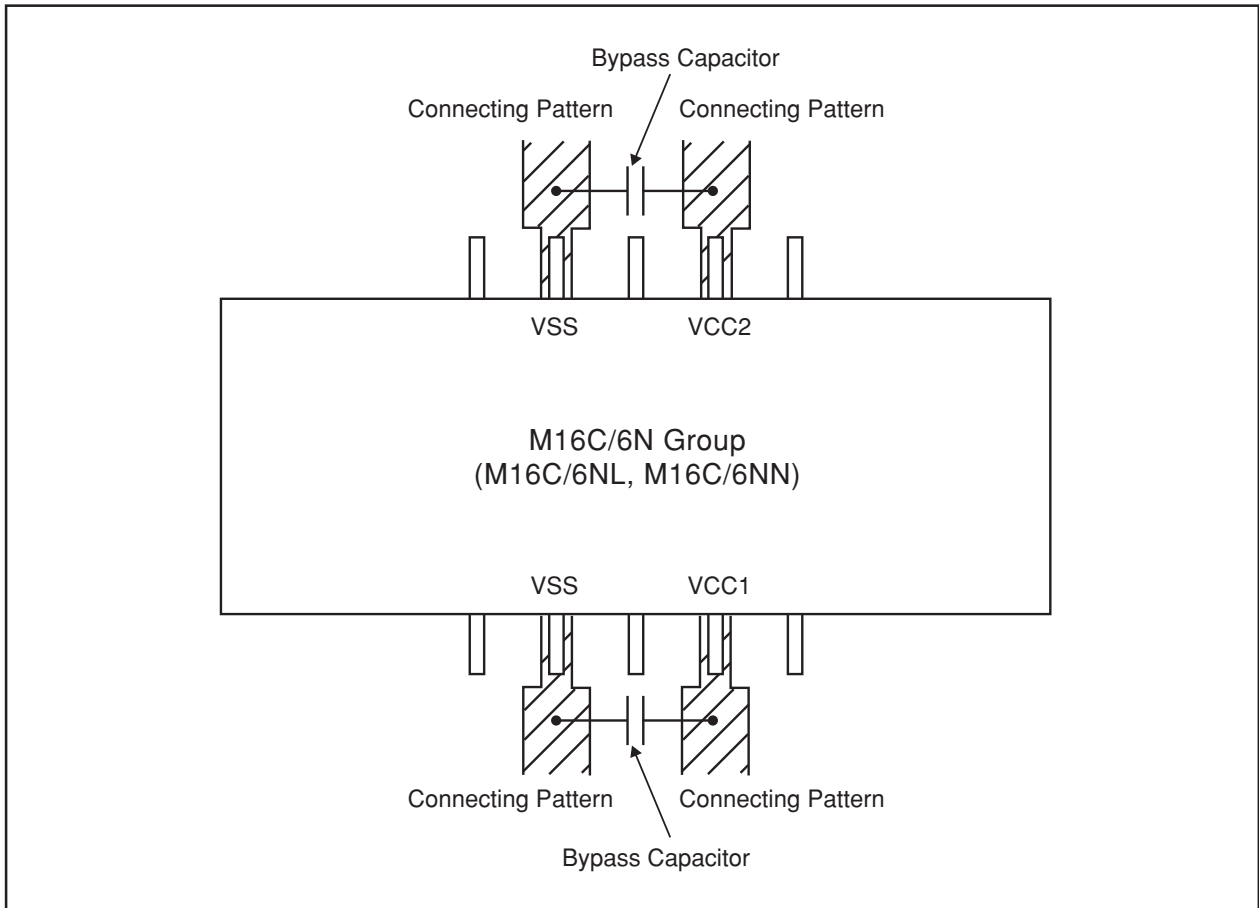 Bypass Capacitor
Connecting Pattern
Connecting Pattern
VSS
VCC2
M16C/6N Group
(M16C/6NL, M16C/6NN)
VSS
VCC1
Connecting Pattern
Connecting Pattern
Bypass Capacitor